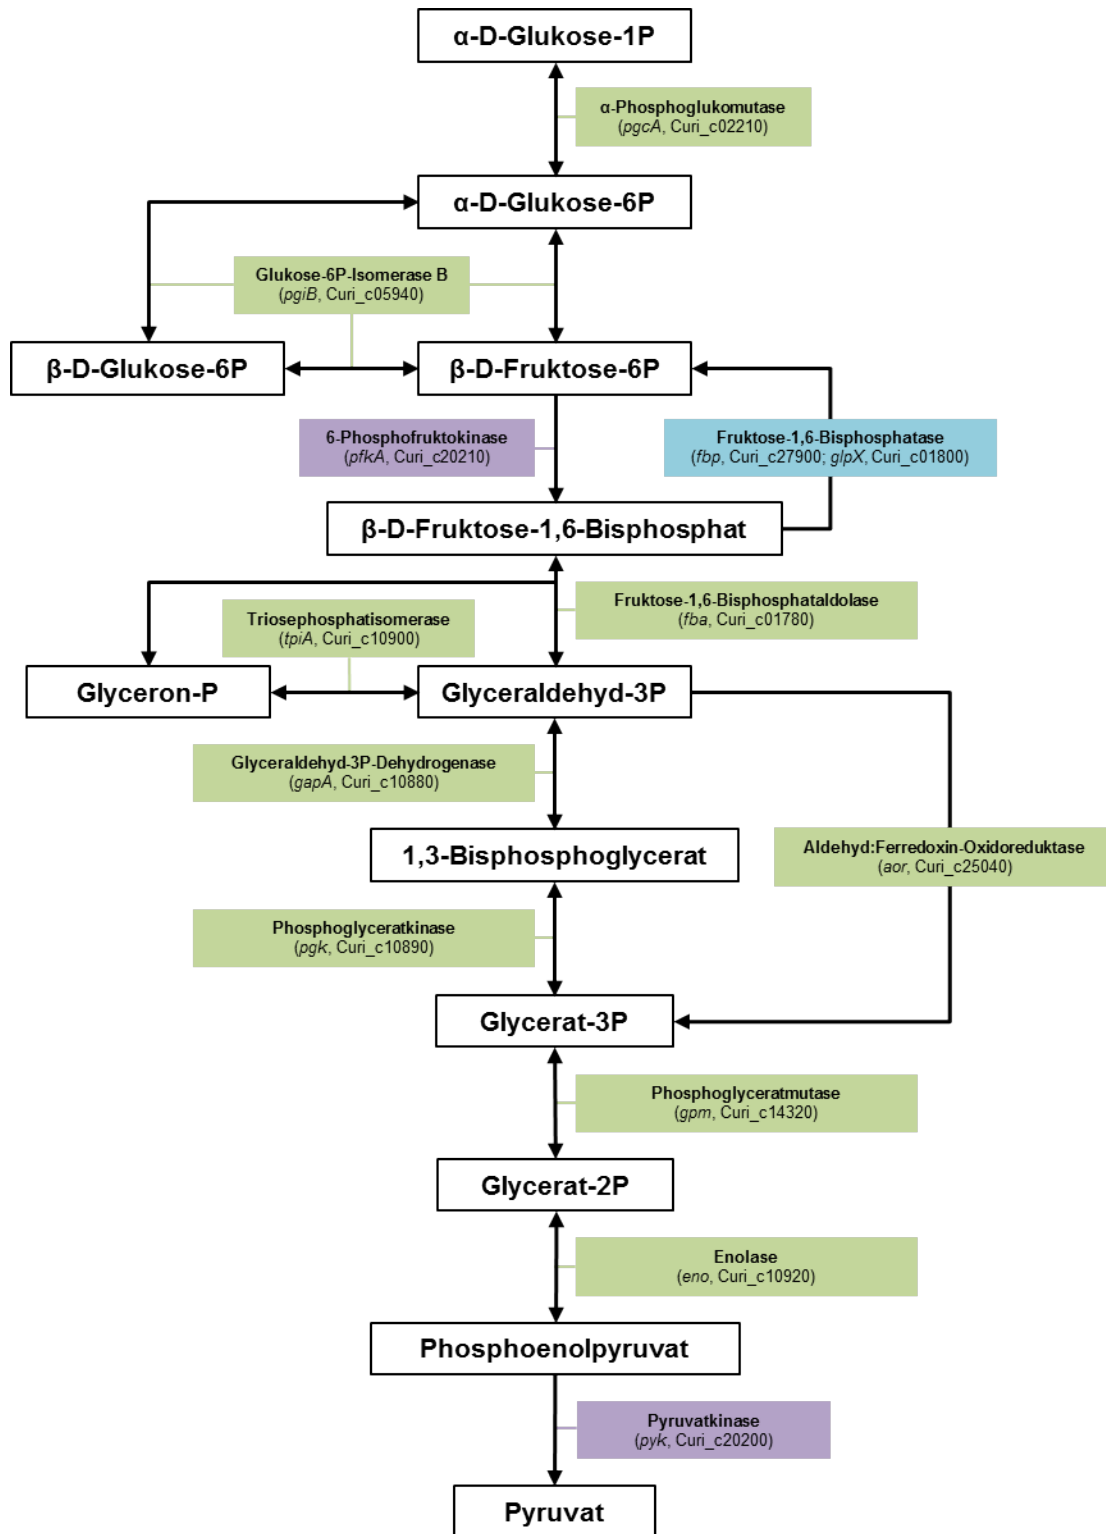 α-D-Glukose-1P
α-Phosphoglukomutase
(pgcA, Curi_c02210)
α-D-Glukose-6P
Glukose-6P-Isomerase B
(pgiB, Curi_c05940)
β-D-Glukose-6P
β-D-Fruktose-6P
6-Phosphofruktokinase
(pfkA, Curi_c20210)
Fruktose-1,6-Bisphosphatase
(fbp, Curi_c27900; glpX, Curi_c01800)
β-D-Fruktose-1,6-Bisphosphat
Fruktose-1,6-Bisphosphataldolase
(fba, Curi_c01780)
Triosephosphatisomerase
(tpiA, Curi_c10900)
Glyceron-P
Glyceraldehyd-3P
Glyceraldehyd-3P-Dehydrogenase
(gapA, Curi_c10880)
1,3-Bisphosphoglycerat
Aldehyd:Ferredoxin-Oxidoreduktase
(aor, Curi_c25040)
Phosphoglyceratkinase
(pgk, Curi_c10890)
Glycerat-3P
Phosphoglyceratmutase
(gpm, Curi_c14320)
Glycerat-2P
Enolase
(eno, Curi_c10920)
Phosphoenolpyruvat
Pyruvatkinase
(pyk, Curi_c20200)
Pyruvat